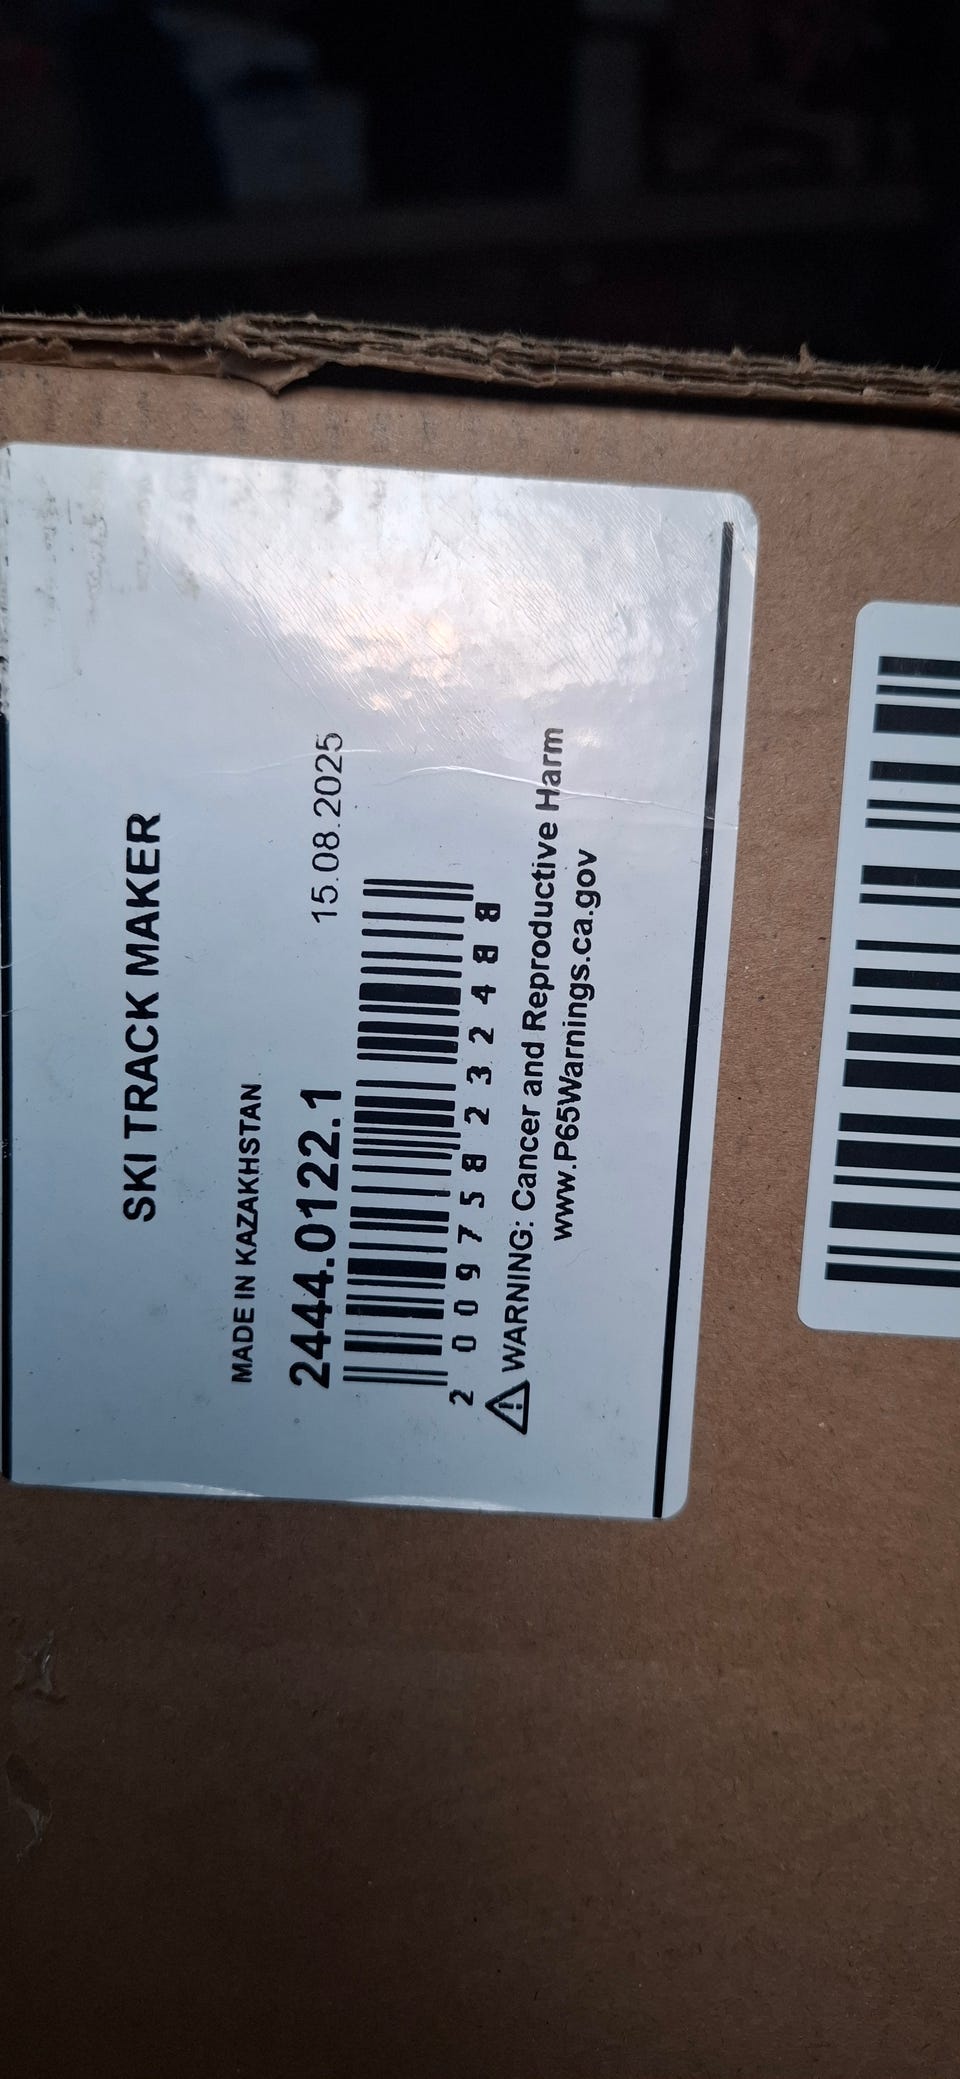 SKI TRACK MAKER
MADE IN KAZAKHSTAN
2444.0122.1
15.08.2025
2 009758 232488
WARNING: Cancer and Reproductive Harm
www.P65Warnings.ca.gov